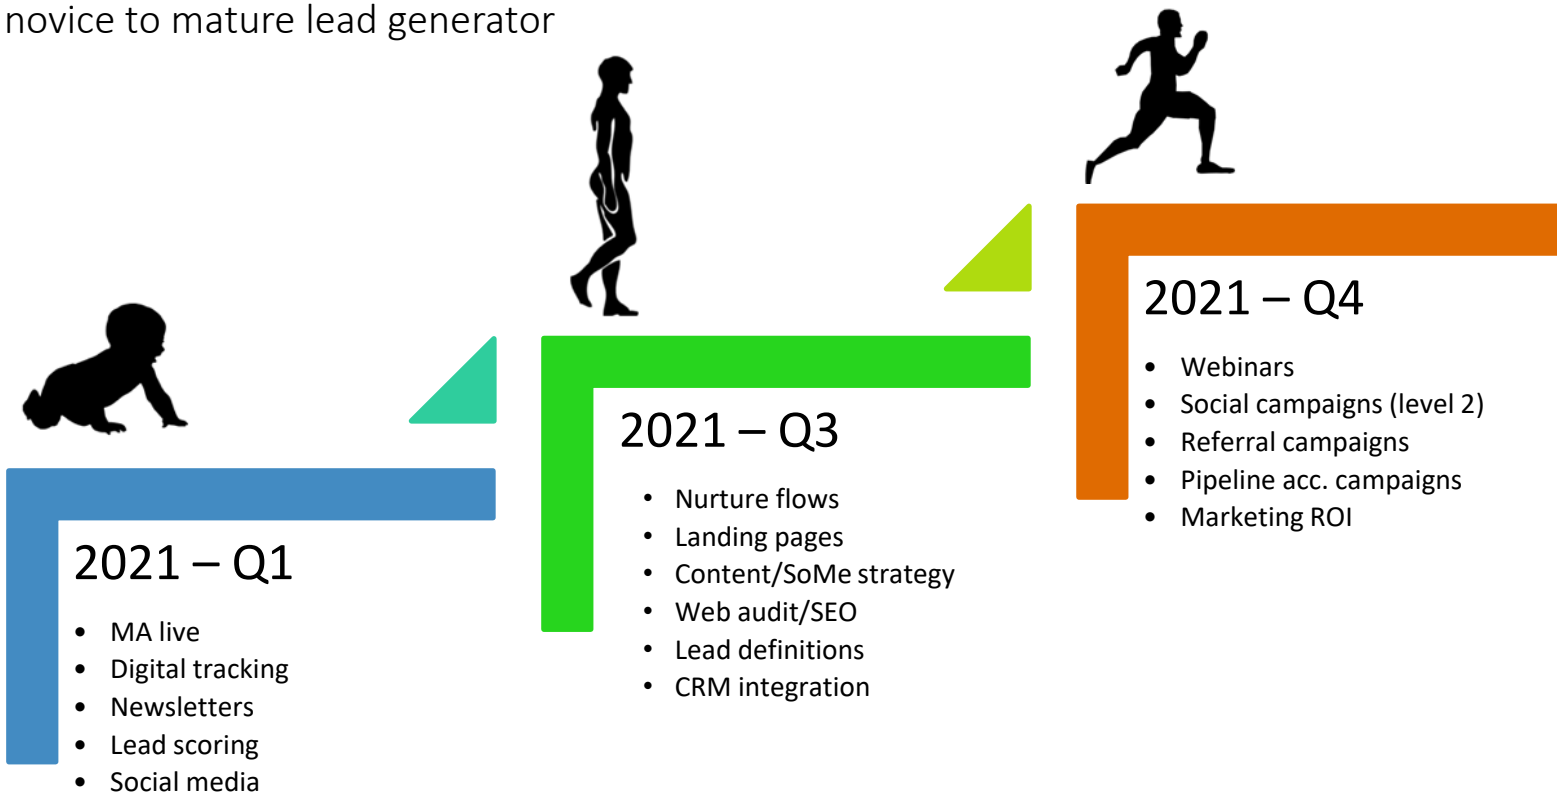 novice to mature lead generator
2021 – Q1
• MA live
• Digital tracking
• Newsletters
• Lead scoring
• Social media
2021 – Q3
• Nurture flows
• Landing pages
• Content/SoMe strategy
• Web audit/SEO
• Lead definitions
• CRM integration
2021 – Q4
• Webinars
• Social campaigns (level 2)
• Referral campaigns
• Pipeline acc. campaigns
• Marketing ROI